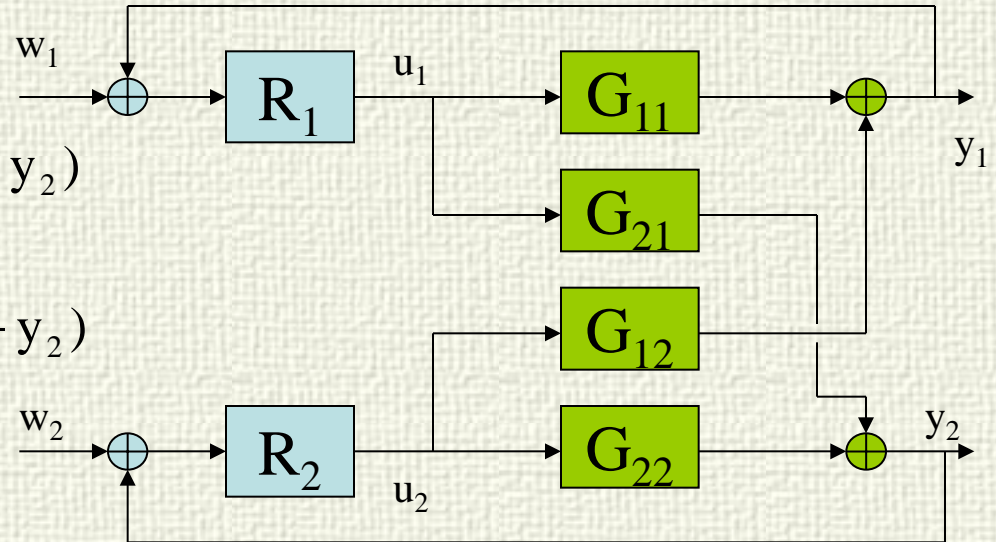 w₁
R₁
u₁
G₁₁
y₁
y₂)
G₂₁
- y₂)
G₁₂
w₂
R₂
u₂
G₂₂
y₂